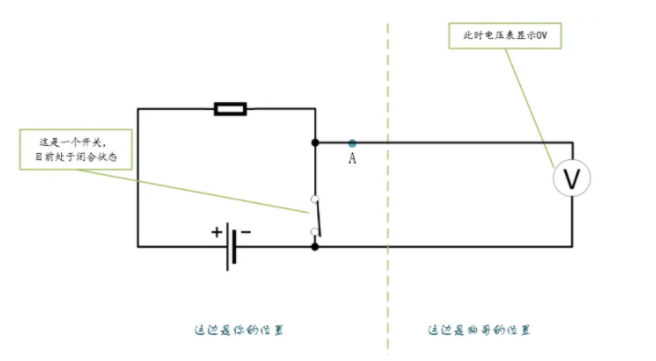 此时电压表显示0V
这是一个开关，
目前处于闭合状态
A
V
+ -
这边是你的位置
这边是狗哥的位置